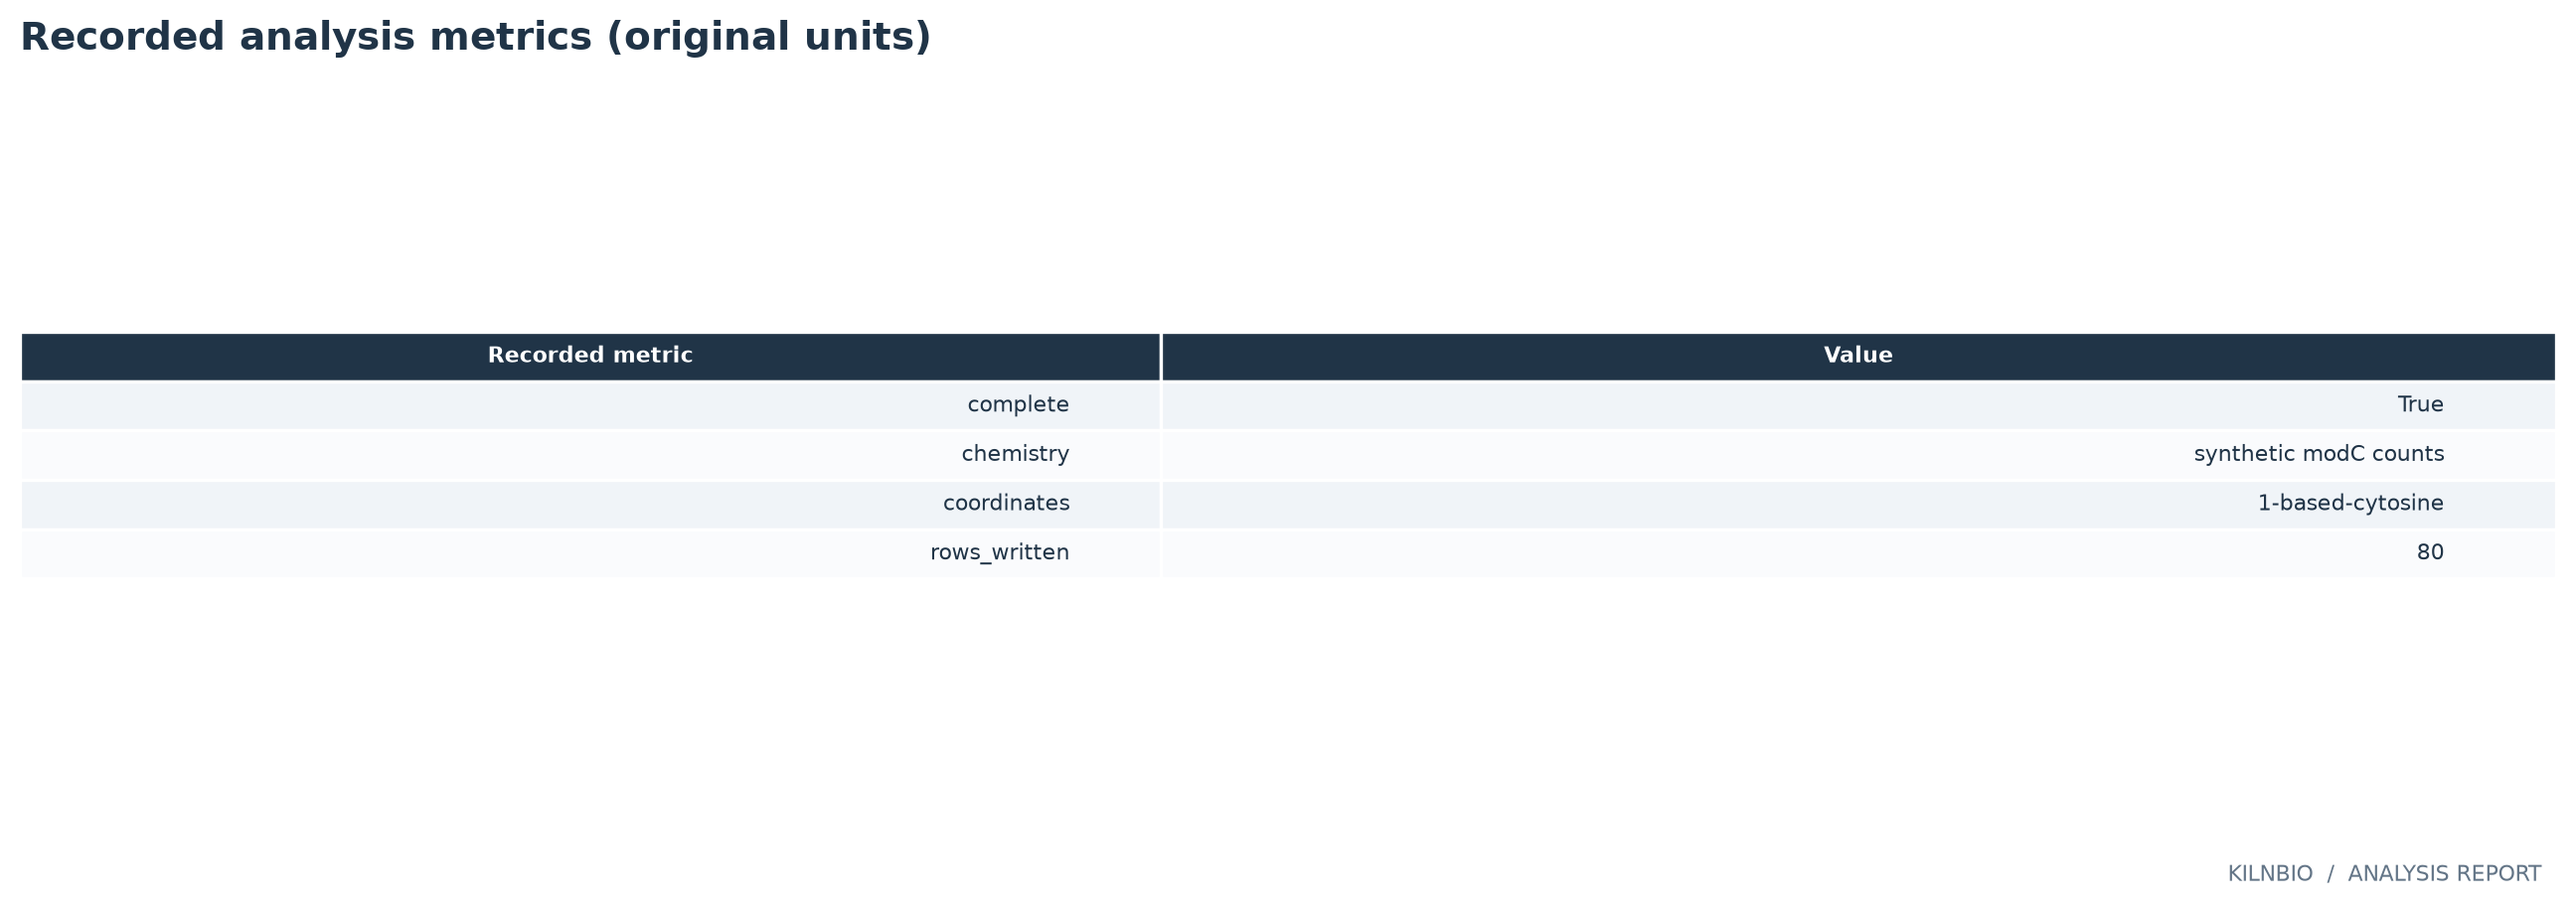 Recorded analysis metrics (original units)
Recorded metric Value
complete True
chemistry synthetic modC counts
coordinates 1-based-cytosine
rows_written 80
KILNBIO / ANALYSIS REPORT